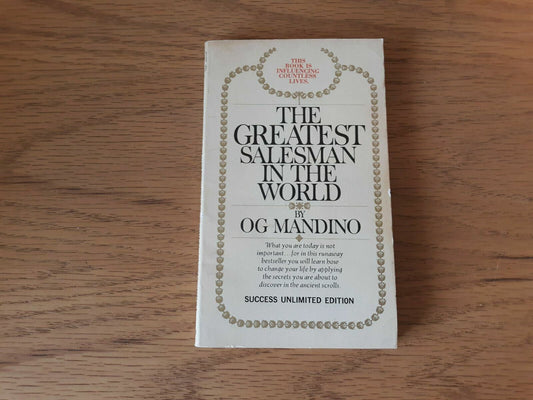 THIS
BOOK IS
INFLUENCING
COUNTLESS
LIVES.
THE
GREATEST
SALESMAN
IN THE
WORLD
BY
OG MANDINO
What you are today is not
important... for in this runaway
bestseller you will learn how
to change your life by applying
the secrets you are about to
discover in the ancient scrolls.
SUCCESS UNLIMITED EDITION